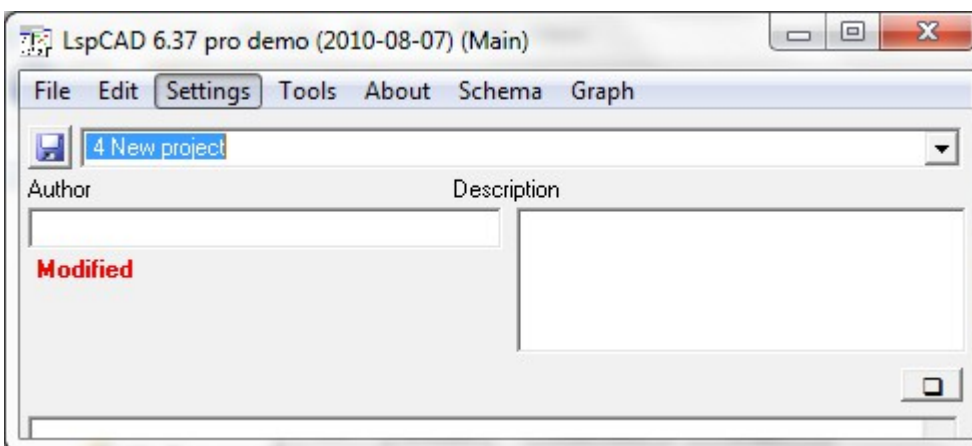 LspCAD 6.37 pro demo (2010-08-07) (Main)
File Edit Settings Tools About Schema Graph
4 New project
Author Description
Modified